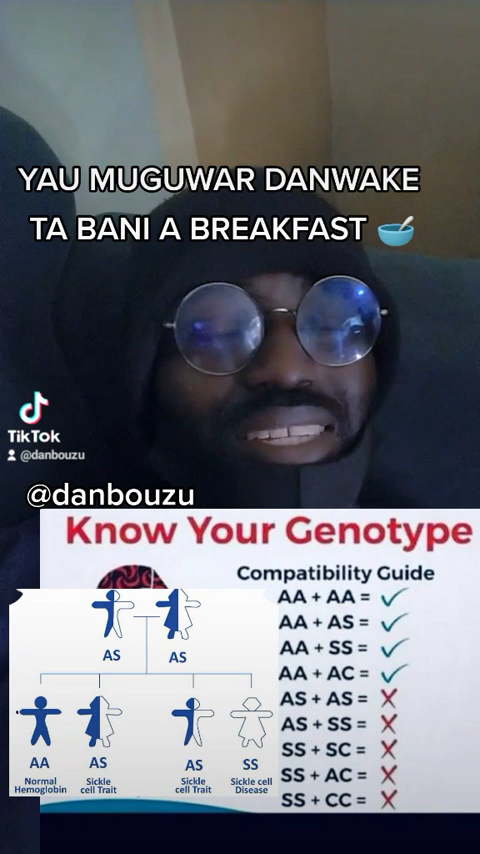 YAU MUGUWAR DANWAKE
TA BANI A BREAKFAST 🥣
TikTok
@danbouzu
@danbouzu
Know Your Genotype
Compatibility Guide
AA + AA = ✓
AA + AS = ✓
AA + SS = ✓
AA + AC = ✓
AS + AS = X
AS + SS = X
SS + SC = X
SS + AC = X
SS + CC = X
AS AS
AA AS AS SS
Normal Hemoglobin
Sickle cell Trait
Sickle cell Trait
Sickle cell Disease